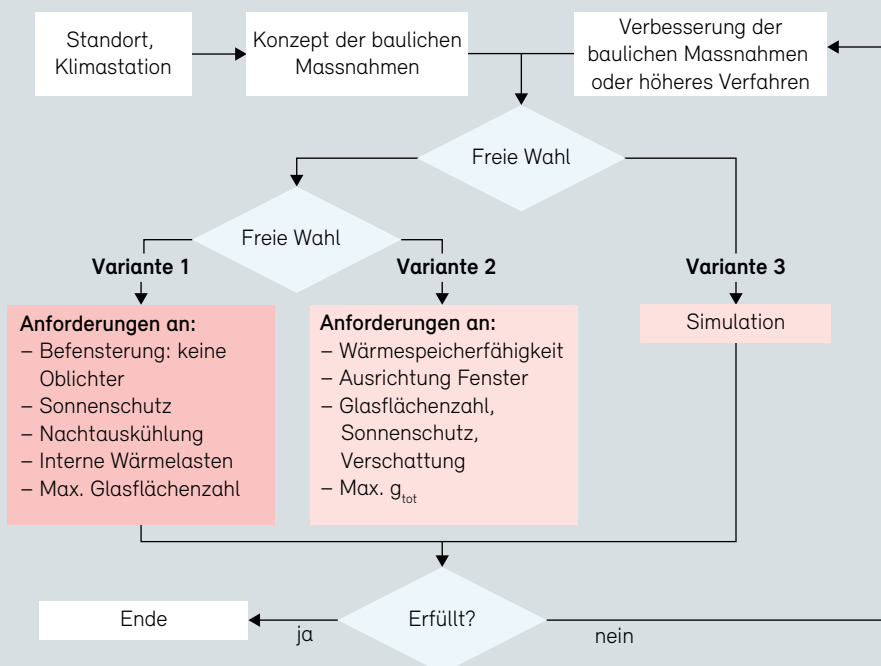 Standort,
Klimastation
Konzept der baulichen
Massnahmen
Verbesserung der
baulichen Massnahmen
oder höheres Verfahren
Freie Wahl
Freie Wahl
Variante 1
Variante 2
Variante 3
Anforderungen an:
– Befensterung: keine
Oblichter
– Sonnenschutz
– Nachtauskühlung
– Interne Wärmelasten
– Max. Glasflächenzahl
Anforderungen an:
– Wärmespeicherfähigkeit
– Ausrichtung Fenster
– Glasflächenzahl,
Sonnenschutz,
Verschattung
– Max. g_tot
Simulation
Erfüllt?
Ende
ja
nein